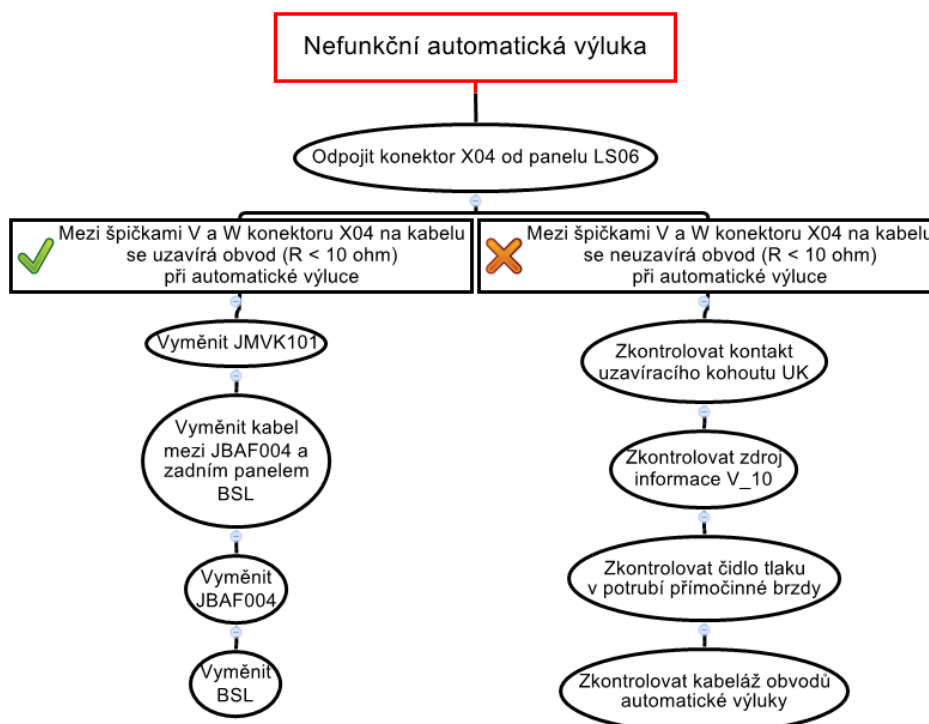 Nefunkční automatická výluka
Odpojit konektor X04 od panelu LS06
Mezi špičkami V a W konektoru X04 na kabelu
se uzavírá obvod (R < 10 ohm)
při automatické výluce
Mezi špičkami V a W konektoru X04 na kabelu
se neuzavírá obvod (R < 10 ohm)
při automatické výluce
Vyměnit JMVK101
Vyměnit kabel
mezi JBAF004 a
zadním panelem
BSL
Vyměnit
JBAF004
Vyměnit
BSL
Zkontrolovat kontakt
uzavíracího kohoutu UK
Zkontrolovat zdroj
informace V_10
Zkontrolovat čidlo tlaku
v potrubí přímočinné brzdy
Zkontrolovat kabeláž obvodů
automatické výluky